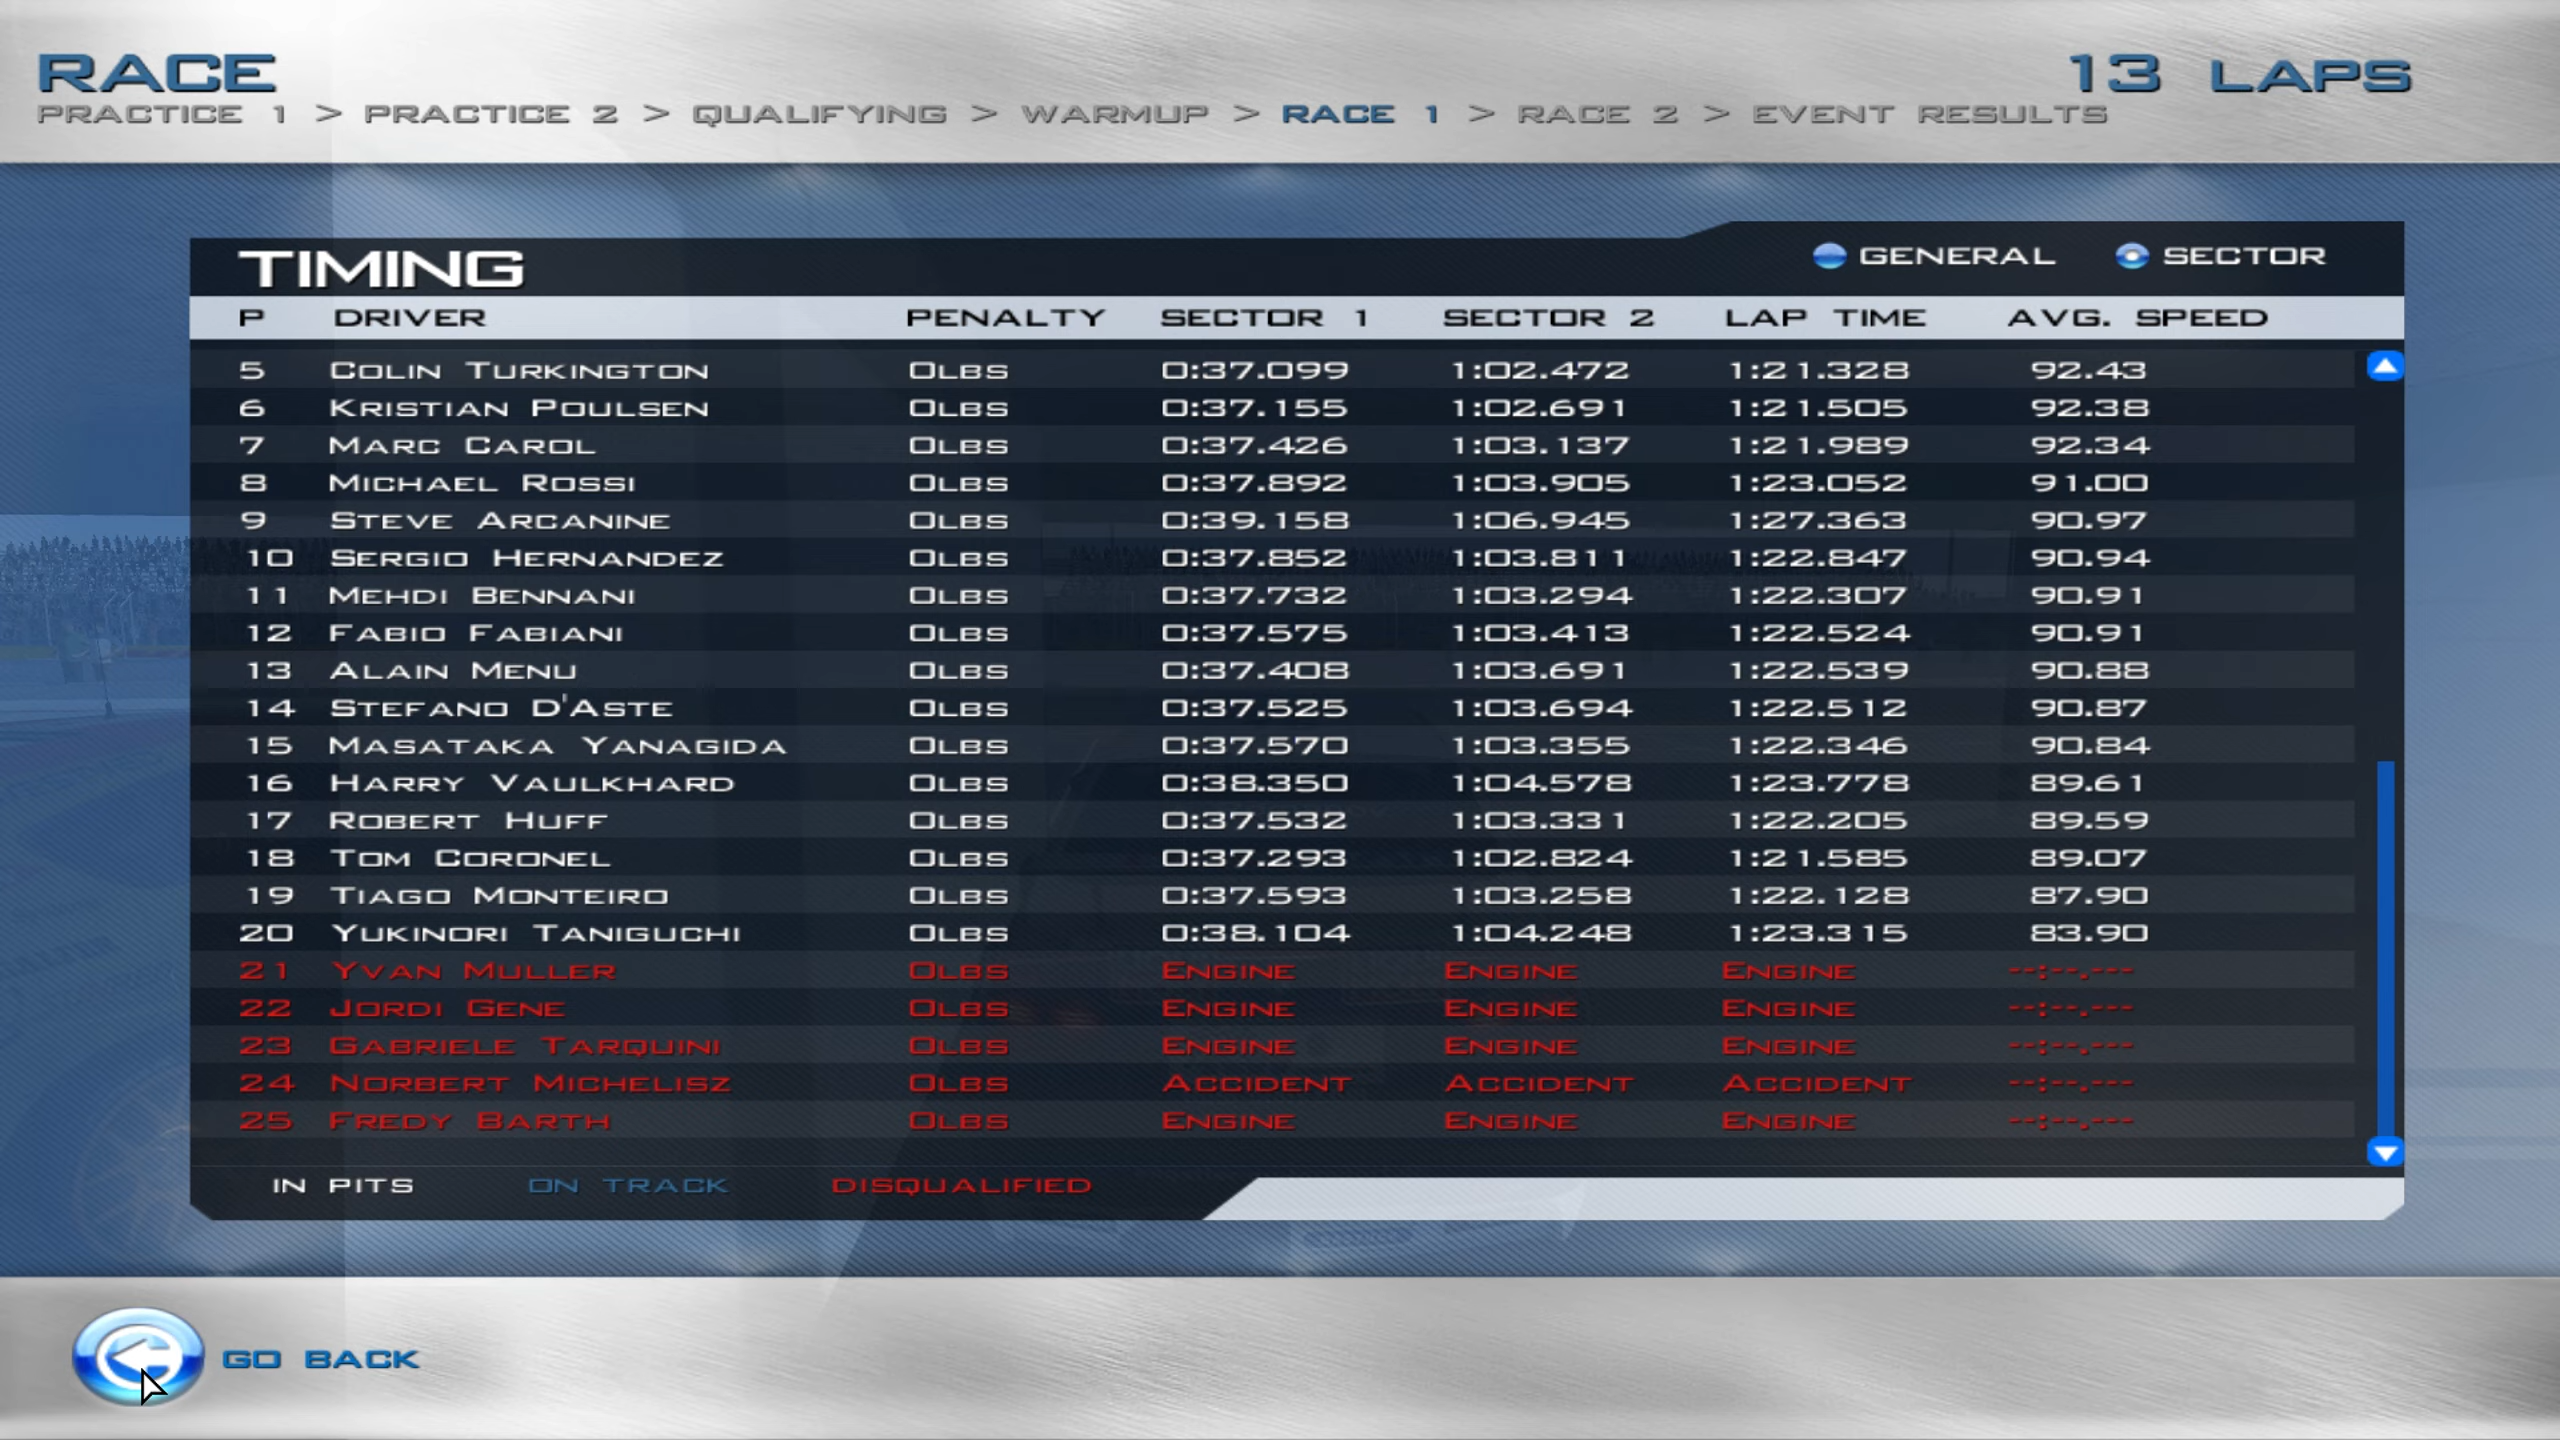 RACE
13 LAPS
PRACTICE 1 > PRACTICE 2 > QUALIFYING > WARMUP > RACE 1 > RACE 2 > EVENT RESULTS
TIMING
GENERAL SECTOR
P DRIVER PENALTY SECTOR 1 SECTOR 2 LAP TIME AVG. SPEED
5 COLIN TURKINGTON 0LBS 0:37.099 1:02.472 1:21.328 92.43
6 KRISTIAN POULSEN 0LBS 0:37.155 1:02.691 1:21.505 92.38
7 MARC CAROL 0LBS 0:37.426 1:03.137 1:21.989 92.34
8 MICHAEL ROSSI 0LBS 0:37.892 1:03.905 1:23.052 91.00
9 STEVE ARCANINE 0LBS 0:39.158 1:06.945 1:27.363 90.97
10 SERGIO HERNANDEZ 0LBS 0:37.852 1:03.811 1:22.847 90.94
11 MEHDI BENNANI 0LBS 0:37.732 1:03.294 1:22.307 90.91
12 FABIO FABIANI 0LBS 0:37.575 1:03.413 1:22.524 90.91
13 ALAIN MENU 0LBS 0:37.408 1:03.691 1:22.539 90.88
14 STEFANO D'ASTE 0LBS 0:37.525 1:03.694 1:22.512 90.87
15 MASATAKA YANAGIDA 0LBS 0:37.570 1:03.355 1:22.346 90.84
16 HARRY VAULKHARD 0LBS 0:38.350 1:04.578 1:23.778 89.61
17 ROBERT HUFF 0LBS 0:37.532 1:03.331 1:22.205 89.59
18 TOM CORONEL 0LBS 0:37.293 1:02.824 1:21.585 89.07
19 TIAGO MONTEIRO 0LBS 0:37.593 1:03.258 1:22.128 87.90
20 YUKINORI TANIGUCHI 0LBS 0:38.104 1:04.248 1:23.315 83.90
21 YVAN MULLER 0LBS ENGINE ENGINE ENGINE --:--.---
22 JORDI GENE 0LBS ENGINE ENGINE ENGINE --:--.---
23 GABRIELE TARQUINI 0LBS ENGINE ENGINE ENGINE --:--.---
24 NORBERT MICHELISZ 0LBS ACCIDENT ACCIDENT ACCIDENT --:--.---
25 FREDY BARTH 0LBS ENGINE ENGINE ENGINE --:--.---
IN PITS ON TRACK DISQUALIFIED
GO BACK